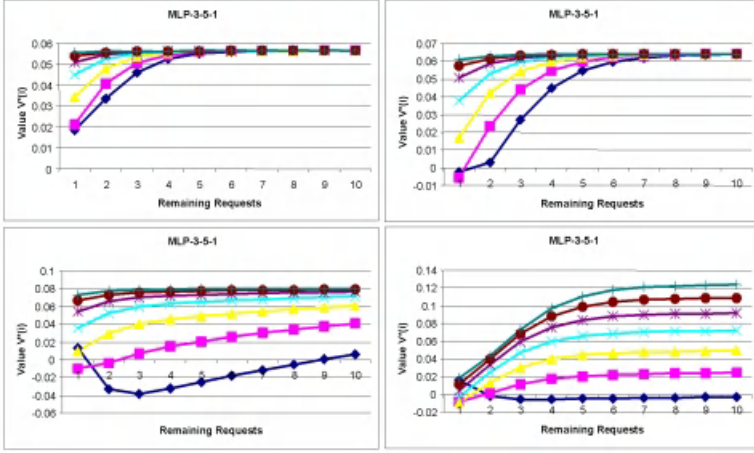 MLP-3-5-1
0.06
0.05
0.04
0.03
0.02
0.01
0
Value V*(i)
1 2 3 4 5 6 7 8 9 10
Remaining Requests
MLP-3-5-1
0.07
0.06
0.05
0.04
0.03
0.02
0.01
0
-0.01
Value V*(i)
1 2 3 4 5 6 7 8 9 10
Remaining Requests
MLP-3-5-1
0.1
0.08
0.06
0.04
0.02
0
-0.02
-0.04
-0.06
Value V*(i)
1 2 3 4 5 6 7 8 9 10
Remaining Requests
MLP-3-5-1
0.14
0.12
0.1
0.08
0.06
0.04
0.02
0
-0.02
Value V*(i)
1 2 3 4 5 6 7 8 9 10
Remaining Requests